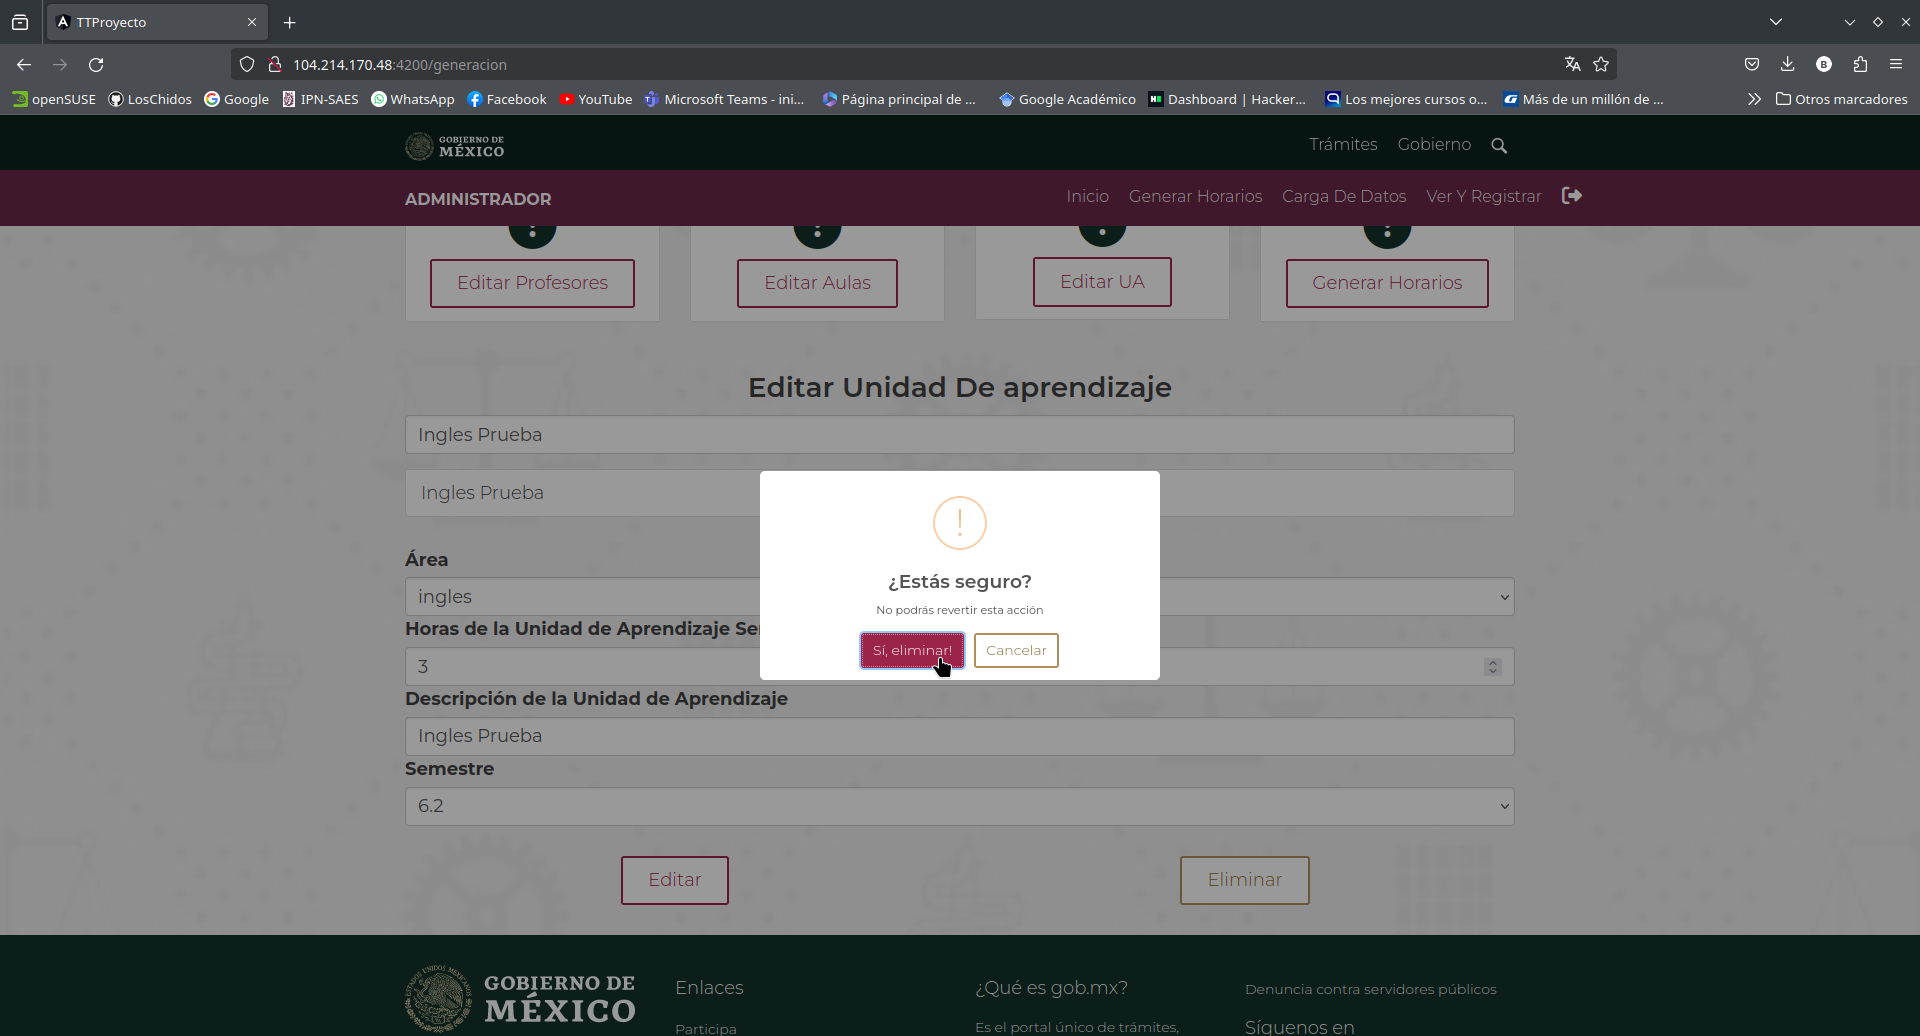 TTProyecto
104.214.170.48:4200/generacion
openSUSE LosChidos Google IPN-SAES WhatsApp Facebook YouTube Microsoft Teams - ini... Página principal de ... Google Académico Dashboard | Hacker... Los mejores cursos o... Más de un millón de ... Otros marcadores
GOBIERNO DE
MÉXICO
Trámites Gobierno
ADMINISTRADOR
Inicio Generar Horarios Carga De Datos Ver Y Registrar
Editar Profesores Editar Aulas Editar UA Generar Horarios
Editar Unidad De aprendizaje
Ingles Prueba
Ingles Prueba
Área
ingles
Horas de la Unidad de Aprendizaje
3
¿Estás seguro?
No podrás revertir esta acción
Sí, eliminar! Cancelar
Descripción de la Unidad de Aprendizaje
Ingles Prueba
Semestre
6.2
Editar Eliminar
GOBIERNO DE
MÉXICO
Enlaces
Participa
¿Qué es gob.mx?
Es el portal único de trámites,
Denuncia contra servidores públicos
Síguenos en